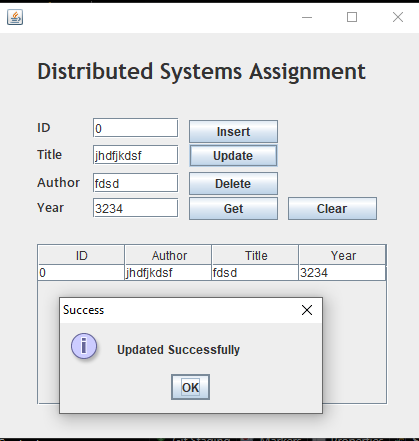 Distributed Systems Assignment
ID 0 Insert
Title jhdfjkdsf Update
Author fdsd Delete
Year 3234 Get Clear
ID Author Title Year
0 jhdfjkdsf fdsd 3234
Success
Updated Successfully
OK